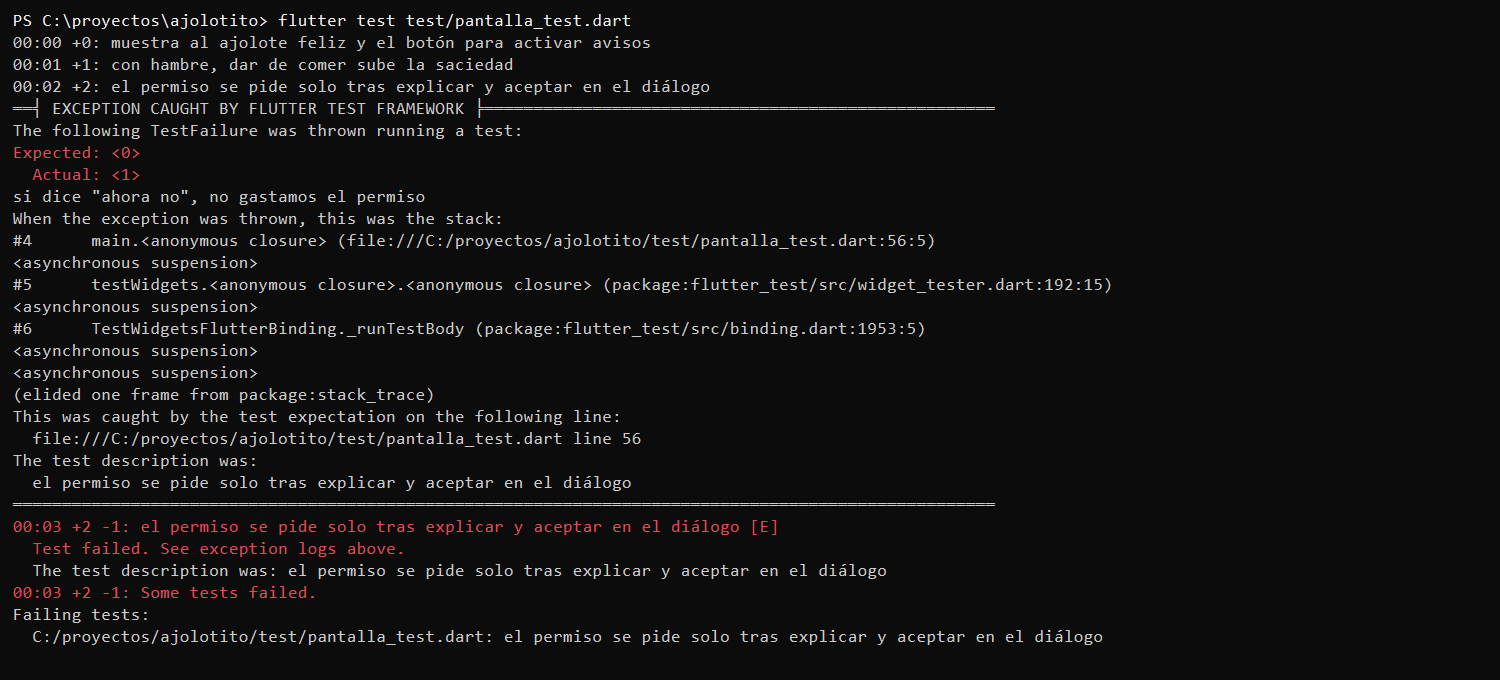 PS C:\proyectos\ajolotito> flutter test test/pantalla_test.dart
00:00 +0: muestra al ajolote feliz y el botón para activar avisos
00:01 +1: con hambre, dar de comer sube la saciedad
00:02 +2: el permiso se pide solo tras explicar y aceptar en el diálogo
══╡ EXCEPTION CAUGHT BY FLUTTER TEST FRAMEWORK ╞════════════════════════════════════════════════════
The following TestFailure was thrown running a test:
Expected: <0>
  Actual: <1>
si dice "ahora no", no gastamos el permiso
When the exception was thrown, this was the stack:
#4      main.<anonymous closure> (file:///C:/proyectos/ajolotito/test/pantalla_test.dart:56:5)
<asynchronous suspension>
#5      testWidgets.<anonymous closure>.<anonymous closure> (package:flutter_test/src/widget_tester.dart:192:15)
<asynchronous suspension>
#6      TestWidgetsFlutterBinding._runTestBody (package:flutter_test/src/binding.dart:1953:5)
<asynchronous suspension>
<asynchronous suspension>
(elided one frame from package:stack_trace)
This was caught by the test expectation on the following line:
  file:///C:/proyectos/ajolotito/test/pantalla_test.dart line 56
The test description was:
  el permiso se pide solo tras explicar y aceptar en el diálogo
════════════════════════════════════════════════════════════════════════════════════════════════════
00:03 +2 -1: el permiso se pide solo tras explicar y aceptar en el diálogo [E]
  Test failed. See exception logs above.
  The test description was: el permiso se pide solo tras explicar y aceptar en el diálogo
00:03 +2 -1: Some tests failed.
Failing tests:
  C:/proyectos/ajolotito/test/pantalla_test.dart: el permiso se pide solo tras explicar y aceptar en el diálogo